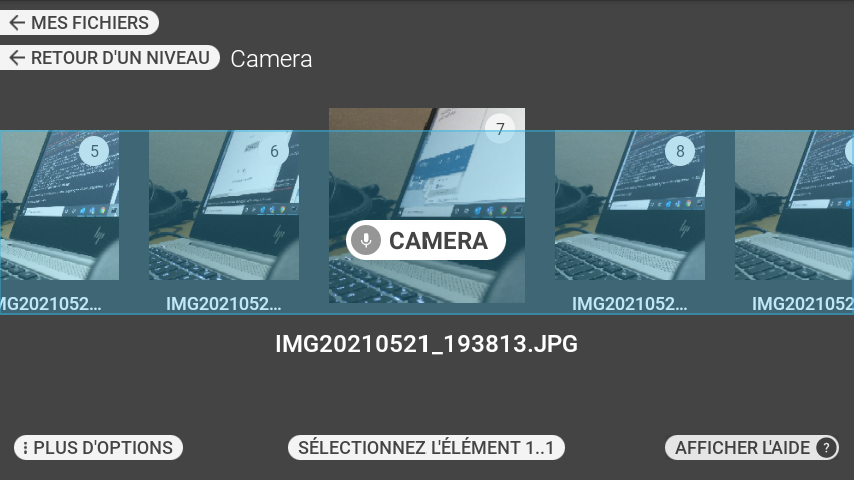 MES FICHIERS
RETOUR D'UN NIVEAU
Camera
5
6
7
8
CAMERA
MG2021052...
IMG2021052...
IMG2021052...
IMG2021052
IMG20210521_193813.JPG
PLUS D'OPTIONS
SÉLECTIONNEZ L'ÉLÉMENT 1..1
AFFICHER L'AIDE ?